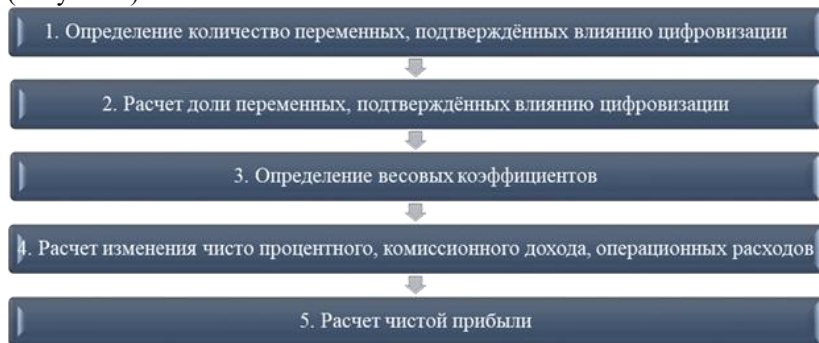 1. Определение количество переменных, подтверждённых влиянию цифровизации
2. Расчет доли переменных, подтверждённых влиянию цифровизации
3. Определение весовых коэффициентов
4. Расчет изменения чисто процентного, комиссионного дохода, операционных расходов
5. Расчет чистой прибыли